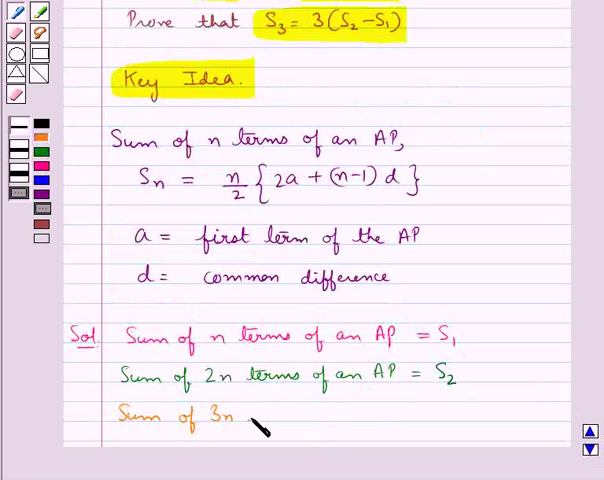 Prove that S₃ = 3(S₂-S₁)
Key Idea.
Sum of n terms of an AP,
Sn = n/2 {2a + (n-1) d}
a = first term of the AP
d = common difference
Sol. Sum of n terms of an AP = S₁
Sum of 2n terms of an AP = S₂
Sum of 3n